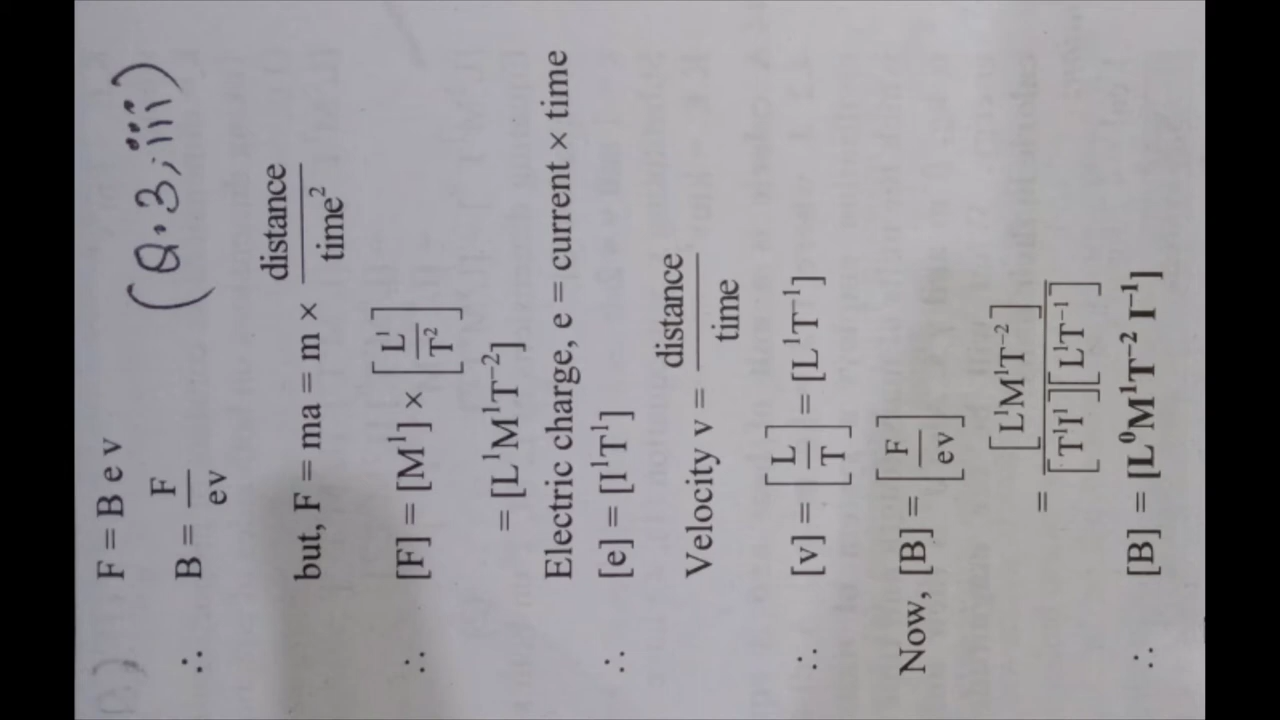 F = B e v
(Q.3, iii)
∴ B = F/ev
but, F = ma = m × distance/time²
∴ [F] = [M¹] × [L¹/T²]
= [L¹M¹T⁻²]
Electric charge, e = current × time
∴ [e] = [I¹T¹]
Velocity v = distance/time
∴ [v] = [L/T] = [L¹T⁻¹]
Now, [B] = [F/ev]
= [L¹M¹T⁻²]/[T¹I¹][L¹T⁻¹]
∴ [B] = [L⁰M¹T⁻² I⁻¹]